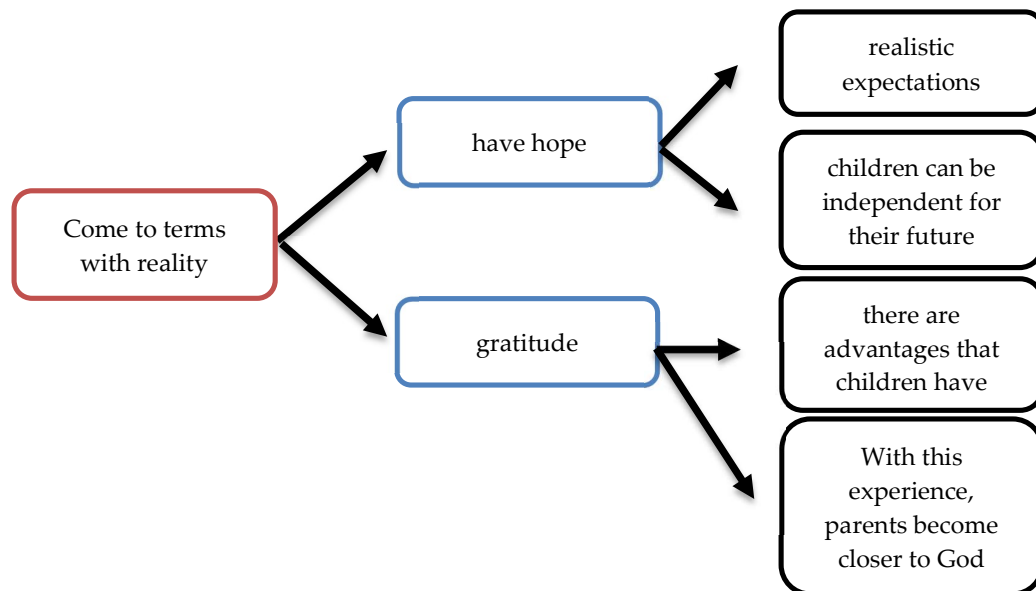 Come to terms
with reality
have hope
gratitude
realistic
expectations
children can be
independent for
their future
there are
advantages that
children have
With this
experience,
parents become
closer to God